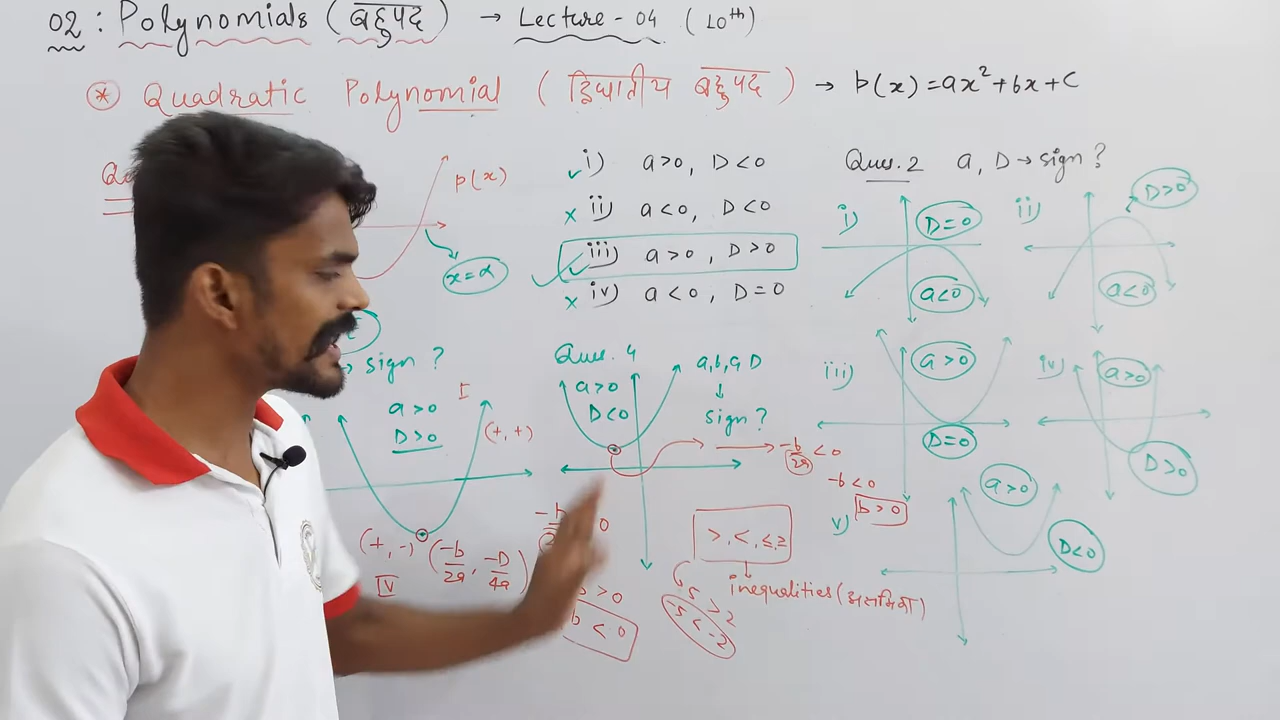 02 : Polynomials (बहुपद) → Lecture - 04 (10th)
* Quadratic Polynomial (द्विघातीय बहुपद) → p(x) = ax² + bx + c
p(x)
x = α
i) a>0, D<0
ii) a<0, D<0
iii) a>0, D>0
iv) a<0, D=0
Ques. 2 a, D → sign ?
i) D=0
a<0
ii) D>0
a<0
iii) a>0
D=0
iv) a>0
D>0
v) a>0
D<0
sign ?
a>0
D>0
I
(+, +)
(+, -) (-b/2a, -D/4a)
IV
b < 0
Ques. 4
a>0
D<0
a, b, a D
↓
sign ?
-b/2a < 0
-b < 0
b > 0
>, <, ≤, ≥
5 > 2
-5 < -2